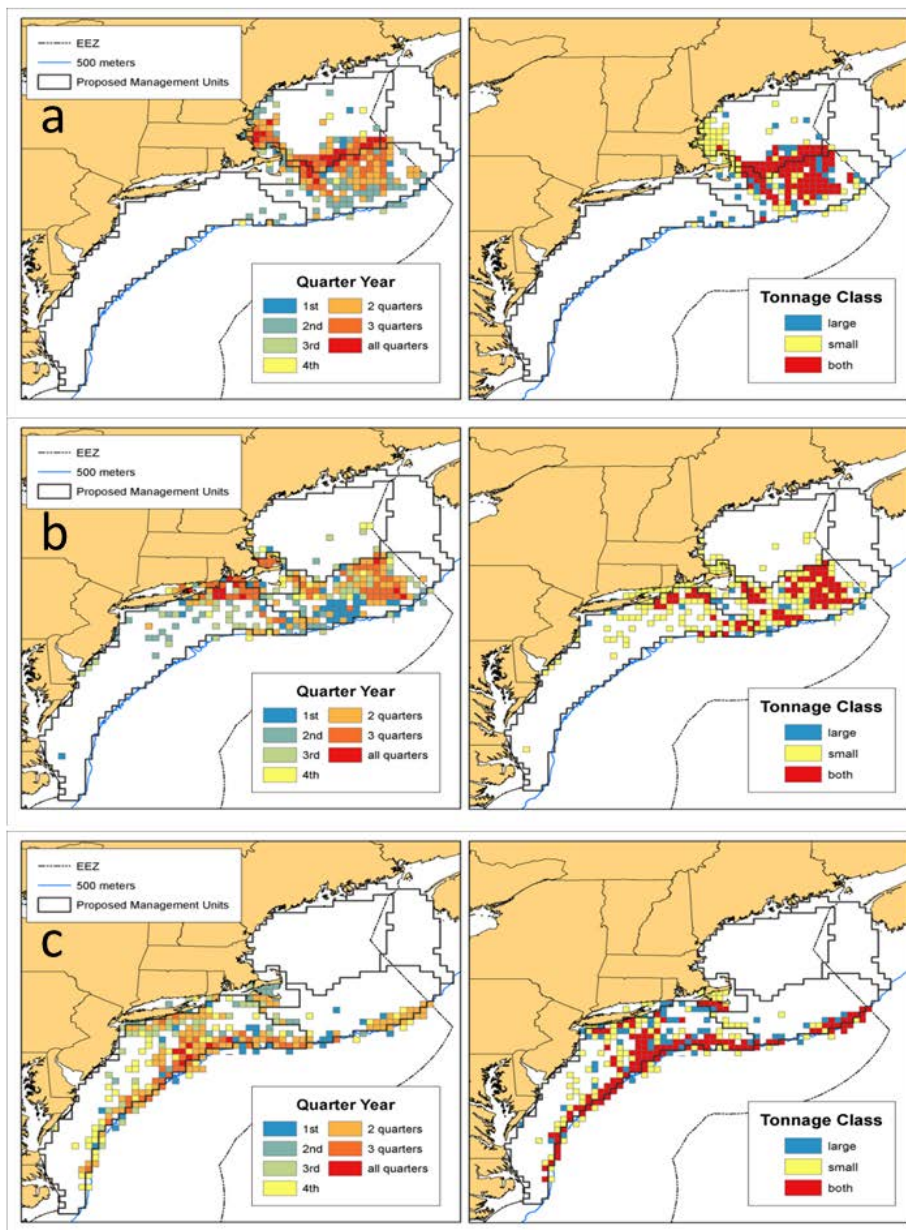 EEZ
500 meters
Proposed Management Units
a
Quarter Year
1st
2 quarters
2nd
3 quarters
3rd
all quarters
4th
Tonnage Class
large
small
both
EEZ
500 meters
Proposed Management Units
b
Quarter Year
1st
2 quarters
2nd
3 quarters
3rd
all quarters
4th
Tonnage Class
large
small
both
EEZ
500 meters
Proposed Management Units
c
Quarter Year
1st
2 quarters
2nd
3 quarters
3rd
all quarters
4th
Tonnage Class
large
small
both